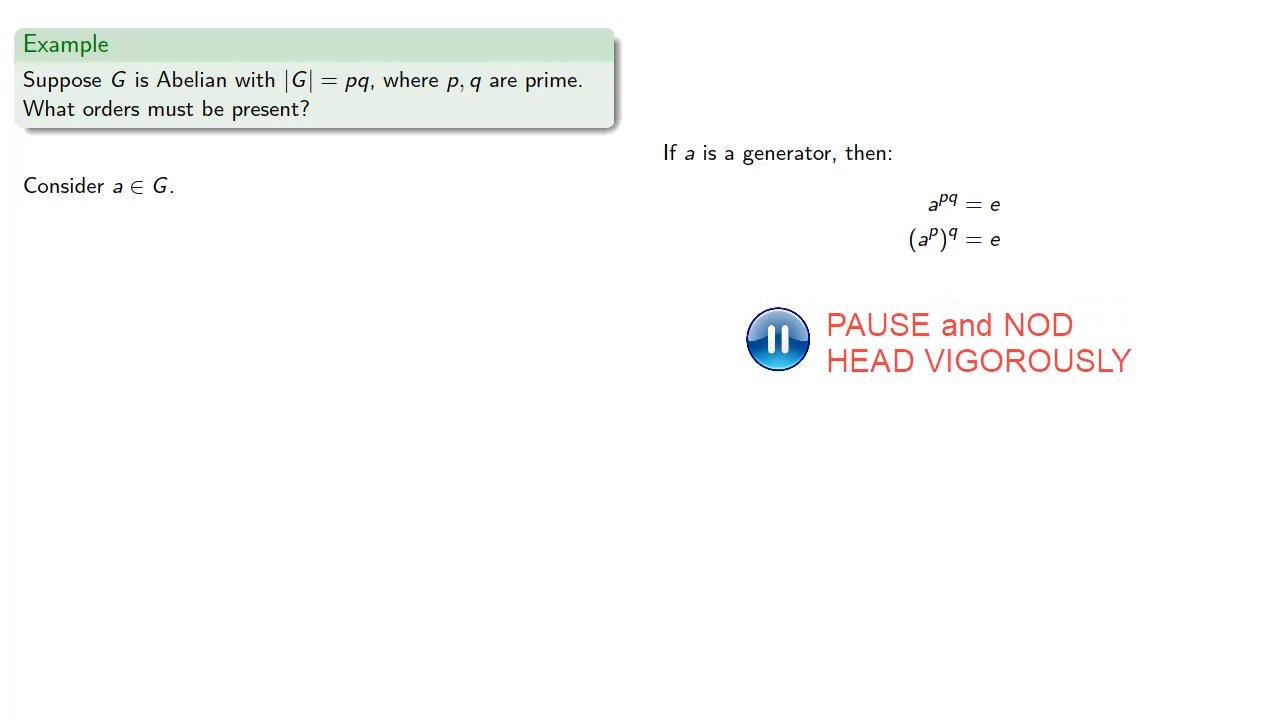 Example
Suppose G is Abelian with |G| = pq, where p, q are prime.
What orders must be present?
Consider a ∈ G.
If a is a generator, then:
a^{pq} = e
(a^p)^q = e
PAUSE and NOD
HEAD VIGOROUSLY